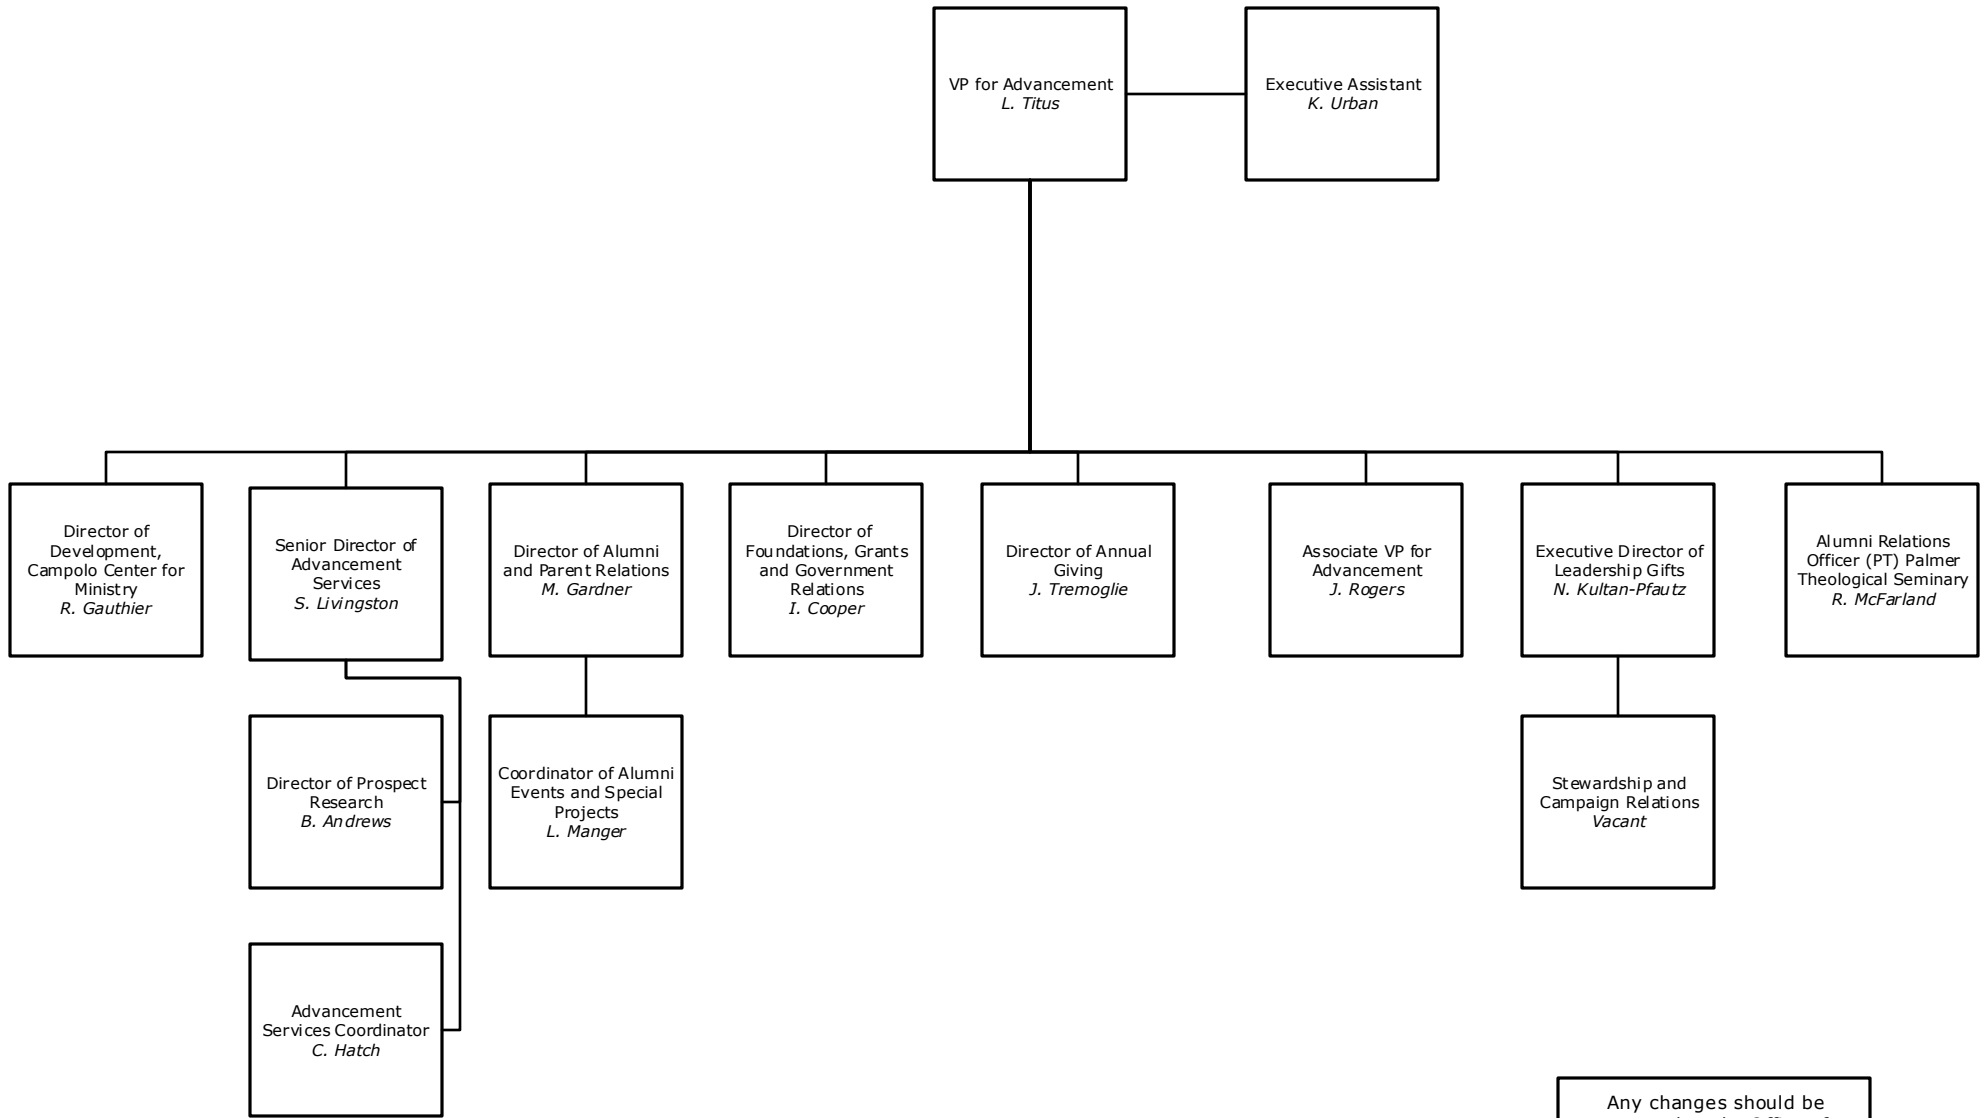 VP for Advancement
L. Titus
Executive Assistant
K. Urban
Director of
Development,
Campolo Center for
Ministry
R. Gauthier
Senior Director of
Advancement
Services
S. Livingston
Director of Alumni
and Parent Relations
M. Gardner
Director of
Foundations, Grants
and Government
Relations
I. Cooper
Director of Annual
Giving
J. Tremoglie
Associate VP for
Advancement
J. Rogers
Executive Director of
Leadership Gifts
N. Kultan-Pfautz
Alumni Relations
Officer (PT) Palmer
Theological Seminary
R. McFarland
Director of Prospect
Research
B. Andrews
Coordinator of Alumni
Events and Special
Projects
L. Manger
Stewardship and
Campaign Relations
Vacant
Advancement
Services Coordinator
C. Hatch
Any changes should be